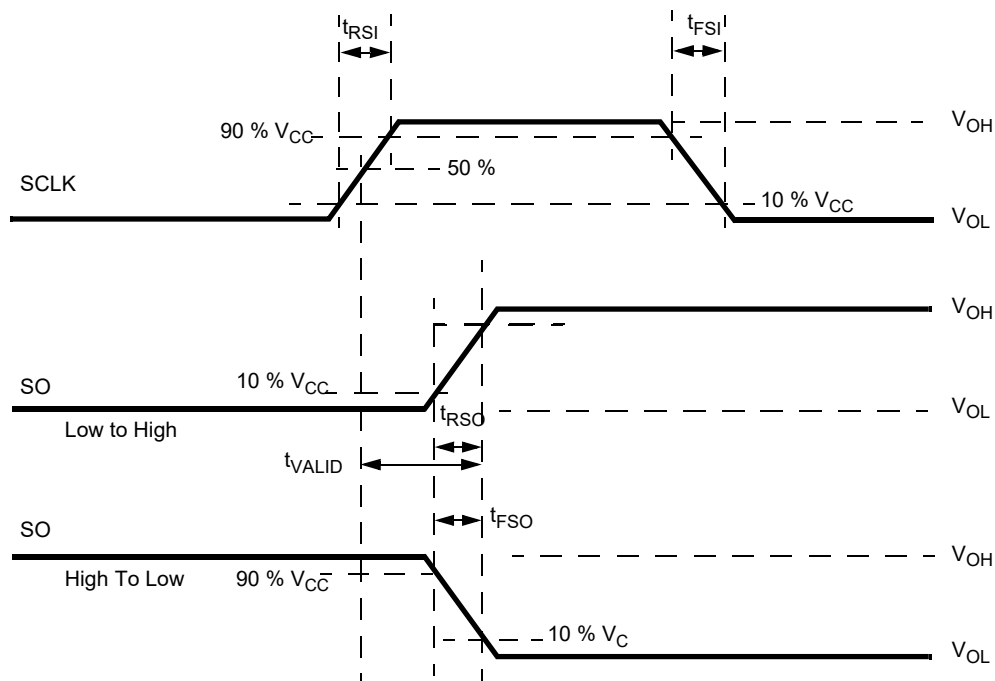 tRSI
tFSI
90 % VCC
VOH
50 %
SCLK
10 % VCC
VOL
VOH
10 % VCC
SO
tRSO
VOL
Low to High
tVALID
SO
tFSO
VOH
High To Low
90 % VCC
10 % VC
VOL